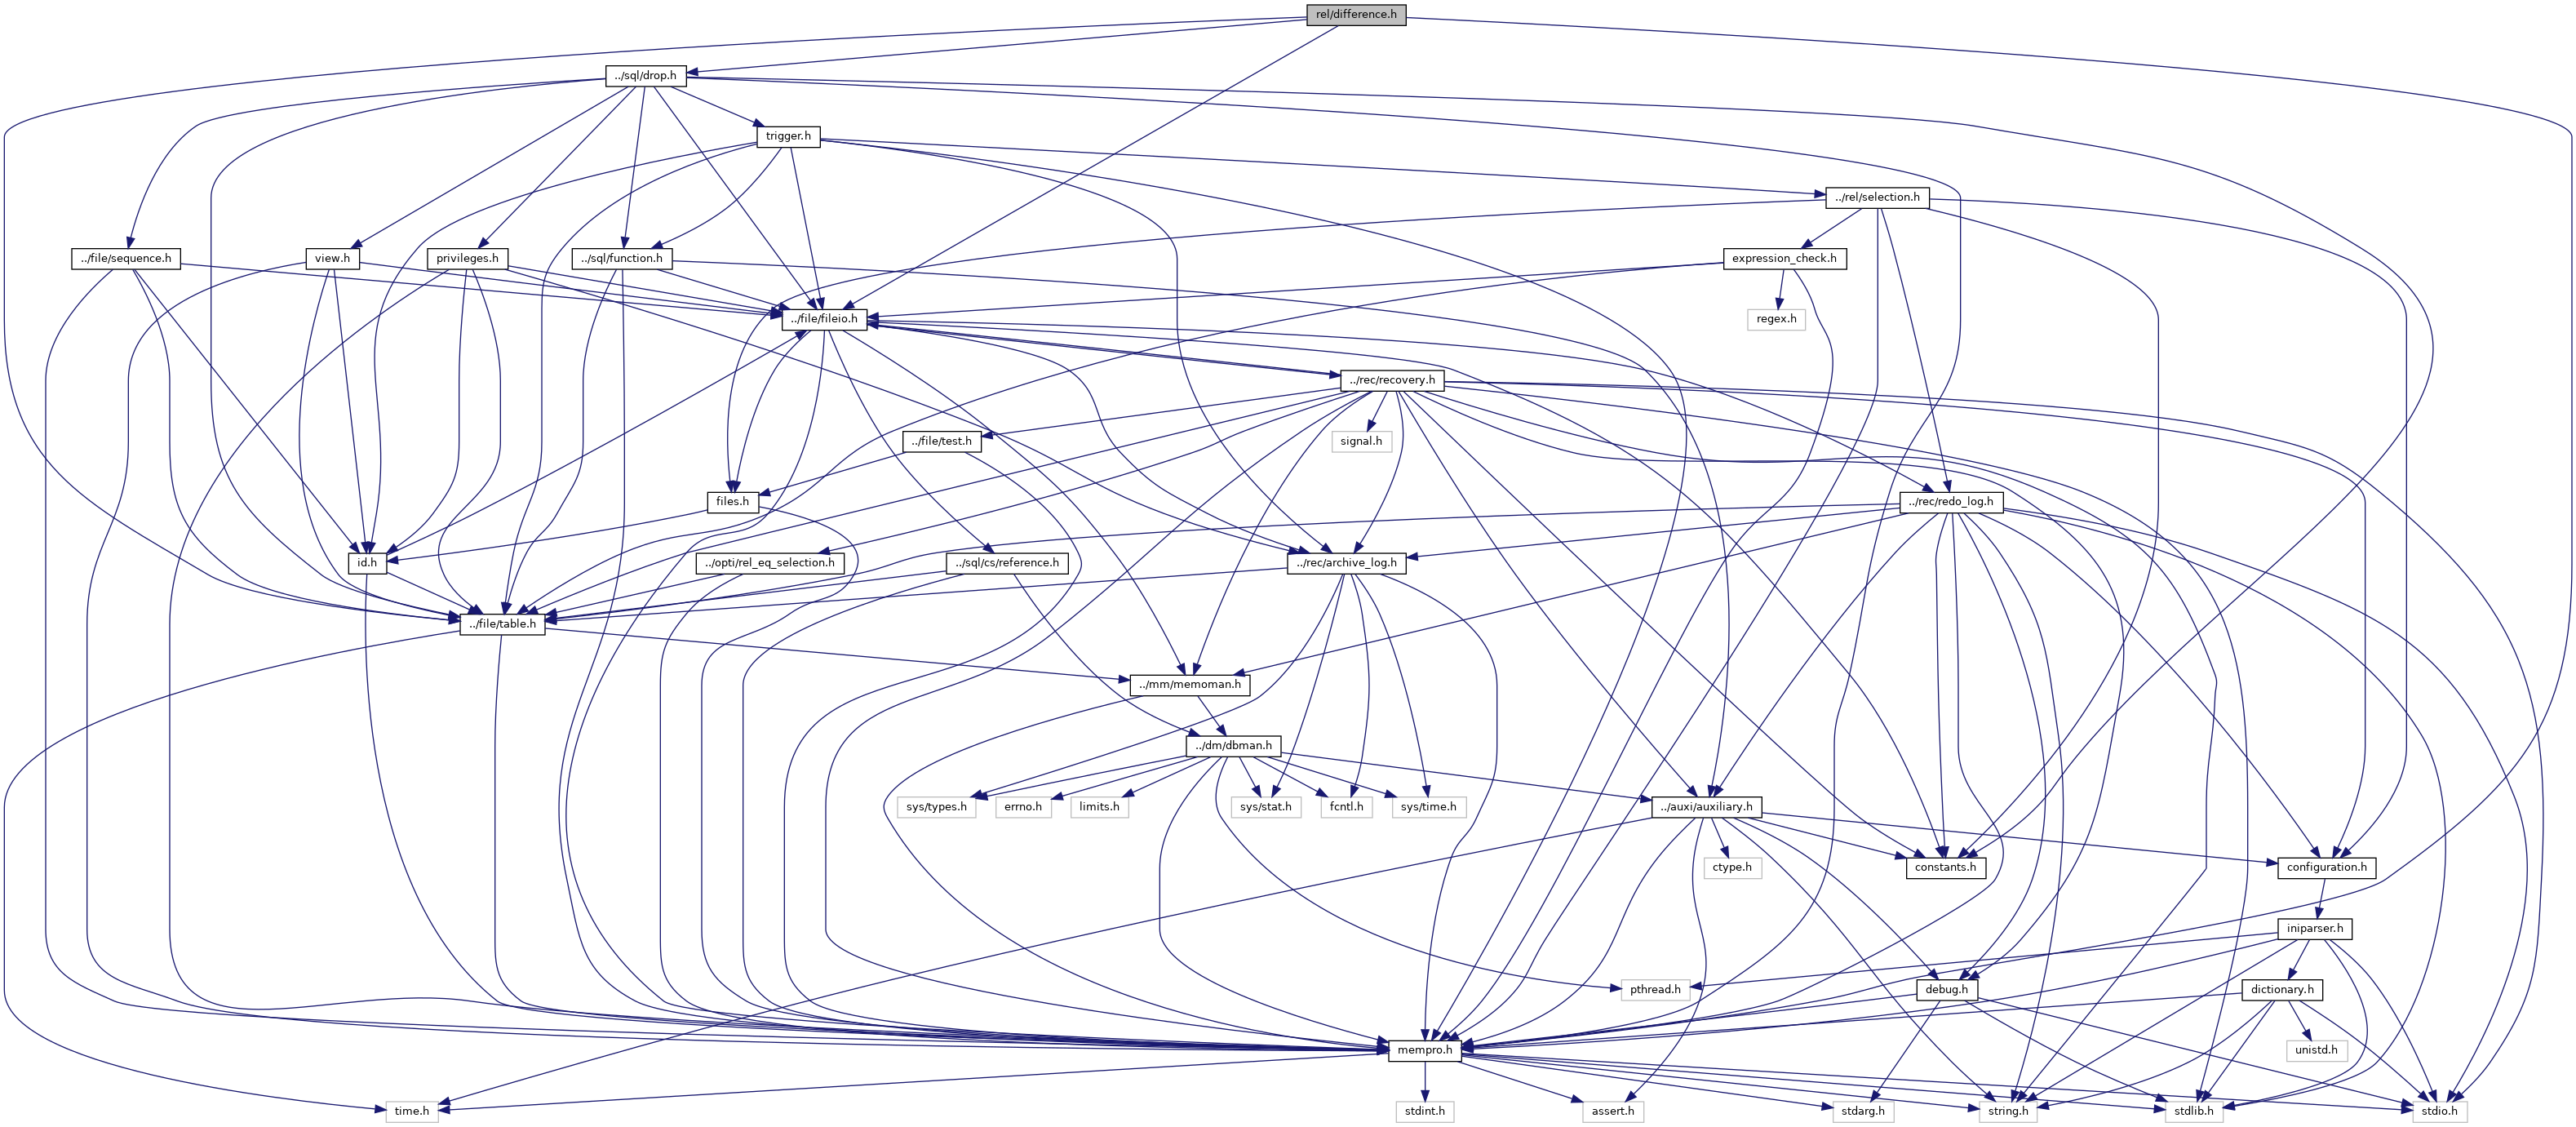 rel/difference.h
../sql/drop.h
trigger.h
../rel/selection.h
../file/sequence.h
view.h
privileges.h
../sql/function.h
expression_check.h
../file/fileio.h
regex.h
../rec/recovery.h
../file/test.h
signal.h
files.h
../rec/redo_log.h
id.h
../opti/rel_eq_selection.h
../sql/cs/reference.h
../rec/archive_log.h
../file/table.h
../mm/memoman.h
../dm/dbman.h
sys/types.h
errno.h
limits.h
sys/stat.h
fcntl.h
sys/time.h
../auxi/auxiliary.h
ctype.h
constants.h
configuration.h
iniparser.h
pthread.h
debug.h
dictionary.h
mempro.h
unistd.h
time.h
stdint.h
assert.h
stdarg.h
string.h
stdlib.h
stdio.h